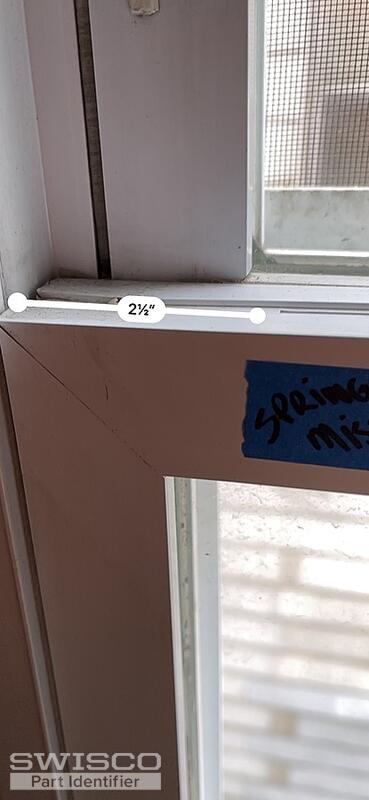 2½"
SPRING
MIS
SWISCO
Part Identifier